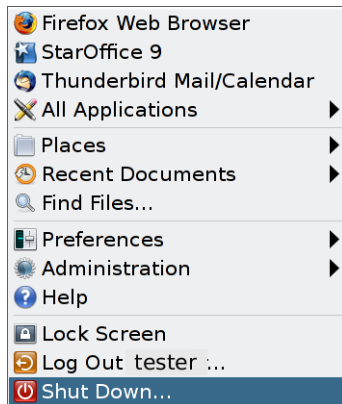 Firefox Web Browser
StarOffice 9
Thunderbird Mail/Calendar
All Applications
Places
Recent Documents
Find Files...
Preferences
Administration
Help
Lock Screen
Log Out tester ...
Shut Down...